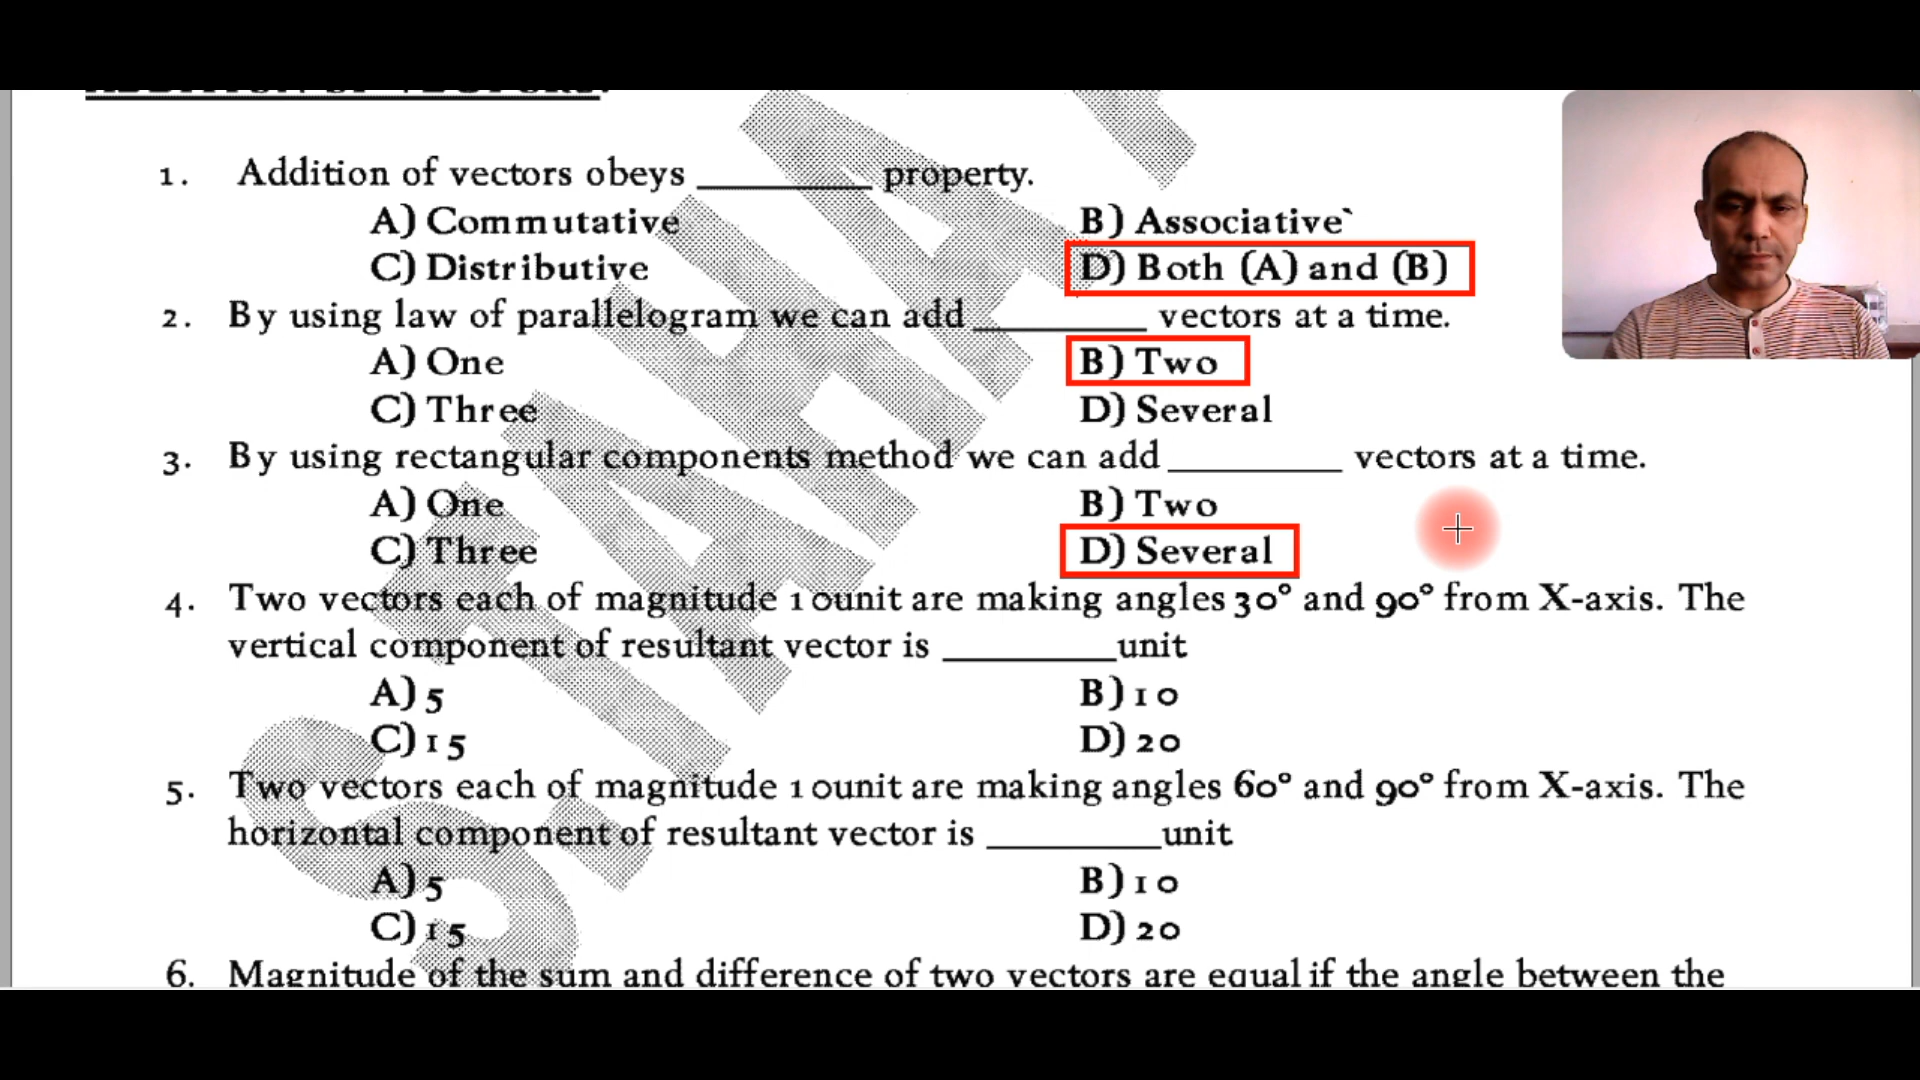 ADDITION OF VECTORS:
1. Addition of vectors obeys _________ property.
A) Commutative B) Associative`
C) Distributive D) Both (A) and (B)
2. By using law of parallelogram we can add _________ vectors at a time.
A) One B) Two
C) Three D) Several
3. By using rectangular components method we can add _________ vectors at a time.
A) One B) Two
C) Three D) Several
4. Two vectors each of magnitude 10unit are making angles 30° and 90° from X-axis. The
vertical component of resultant vector is _________unit
A) 5 B) 10
C) 15 D) 20
5. Two vectors each of magnitude 10unit are making angles 60° and 90° from X-axis. The
horizontal component of resultant vector is _________unit
A) 5 B) 10
C) 15 D) 20
6. Magnitude of the sum and difference of two vectors are equal if the angle between the